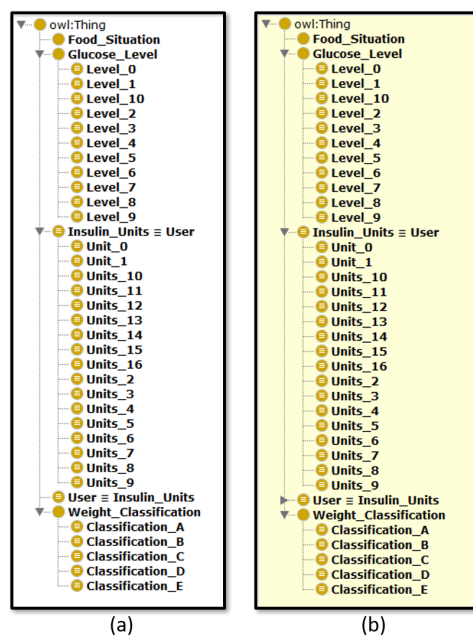 owl:Thing
Food_Situation
Glucose_Level
Level_0
Level_1
Level_10
Level_2
Level_3
Level_4
Level_5
Level_6
Level_7
Level_8
Level_9
Insulin_Units ≡ User
Unit_0
Unit_1
Units_10
Units_11
Units_12
Units_13
Units_14
Units_15
Units_16
Units_2
Units_3
Units_4
Units_5
Units_6
Units_7
Units_8
Units_9
User ≡ Insulin_Units
Weight_Classification
Classification_A
Classification_B
Classification_C
Classification_D
Classification_E
(a)
owl:Thing
Food_Situation
Glucose_Level
Level_0
Level_1
Level_10
Level_2
Level_3
Level_4
Level_5
Level_6
Level_7
Level_8
Level_9
Insulin_Units ≡ User
Unit_0
Unit_1
Units_10
Units_11
Units_12
Units_13
Units_14
Units_15
Units_16
Units_2
Units_3
Units_4
Units_5
Units_6
Units_7
Units_8
Units_9
User ≡ Insulin_Units
Weight_Classification
Classification_A
Classification_B
Classification_C
Classification_D
Classification_E
(b)